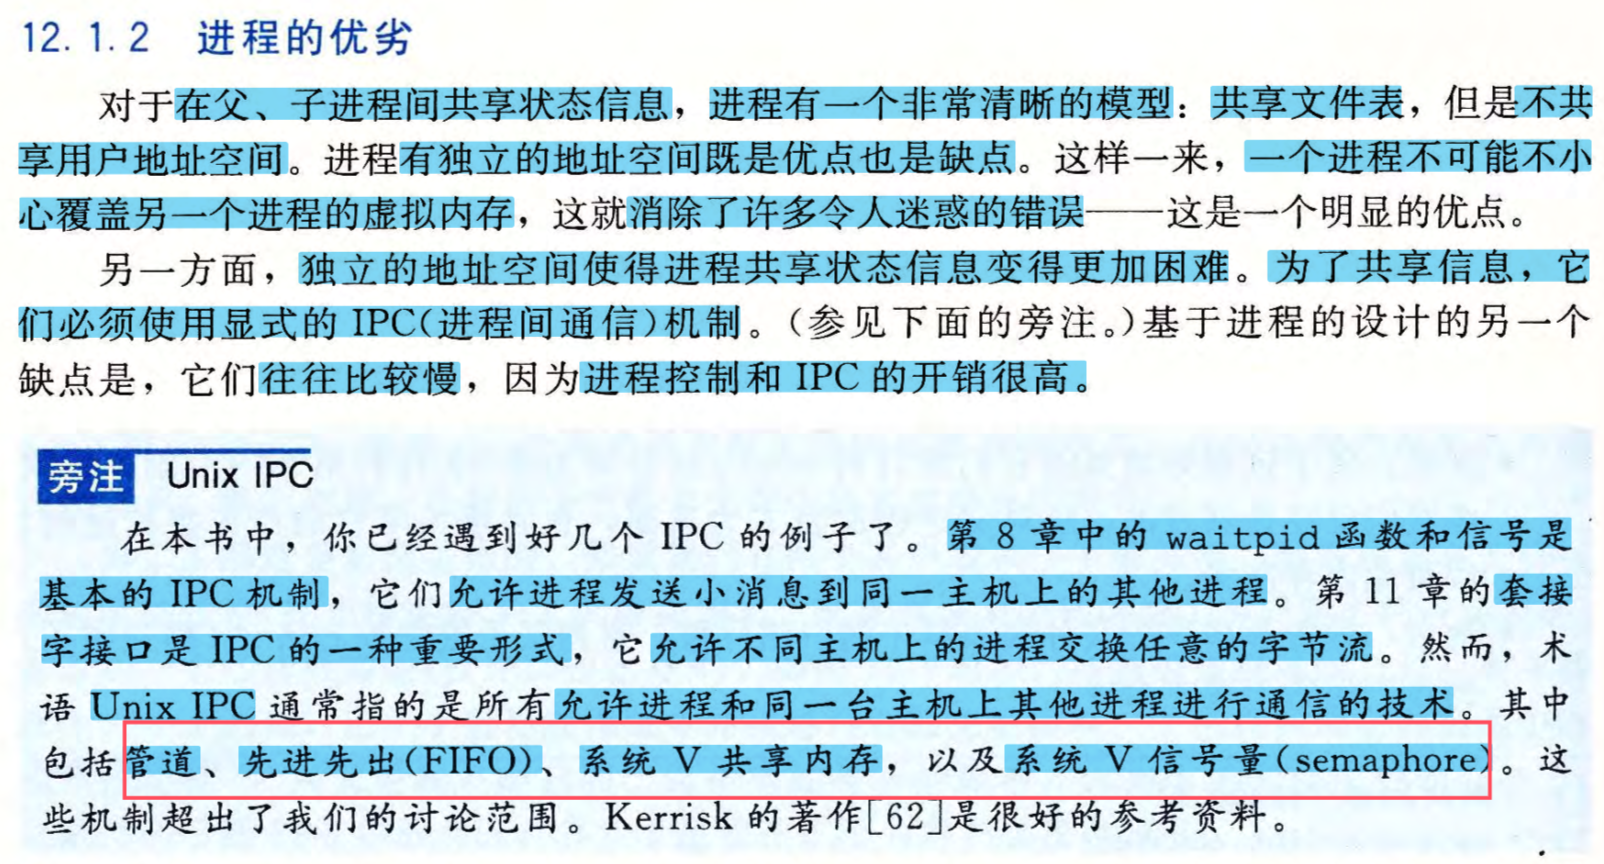 12.1.2 进程的优劣
对于在父、子进程间共享状态信息，进程有一个非常清晰的模型：共享文件表，但是不共
享用户地址空间。进程有独立的地址空间既是优点也是缺点。这样一来，一个进程不可能不小
心覆盖另一个进程的虚拟内存，这就消除了许多令人迷惑的错误——这是一个明显的优点。
另一方面，独立的地址空间使得进程共享状态信息变得更加困难。为了共享信息，它
们必须使用显式的 IPC(进程间通信)机制。（参见下面的旁注。）基于进程的设计的另一个
缺点是，它们往往比较慢，因为进程控制和 IPC 的开销很高。
旁注 Unix IPC
在本书中，你已经遇到好几个 IPC 的例子了。第 8 章中的 waitpid 函数和信号是
基本的 IPC 机制，它们允许进程发送小消息到同一主机上的其他进程。第 11 章的套接
字接口是 IPC 的一种重要形式，它允许不同主机上的进程交换任意的字节流。然而，术
语 Unix IPC 通常指的是所有允许进程和同一台主机上其他进程进行通信的技术。其中
包括管道、先进先出(FIFO)、系统 V 共享内存，以及系统 V 信号量(semaphore)。这
些机制超出了我们的讨论范围。Kerrisk 的著作[62]是很好的参考资料。